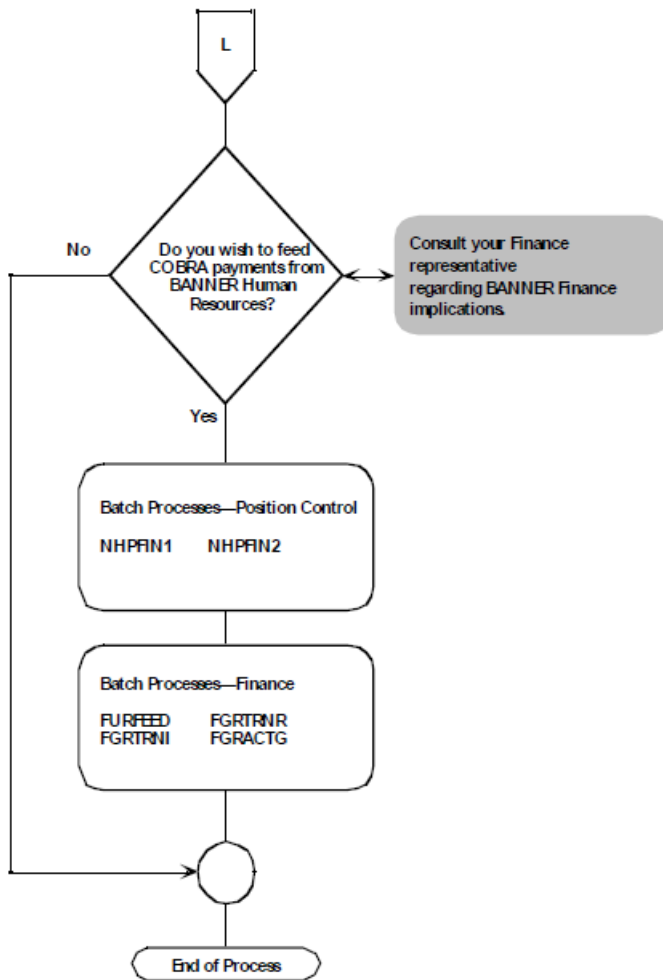 L
No
Do you wish to feed
COBRA payments from
BANNER Human
Resources?
Consult your Finance
representative
regarding BANNER Finance
implications.
Yes
Batch Processes—Position Control
NHPFIN1 NHPFIN2
Batch Processes—Finance
FURFEED FGRTRNR
FGRTRNI FGRACTG
End of Process